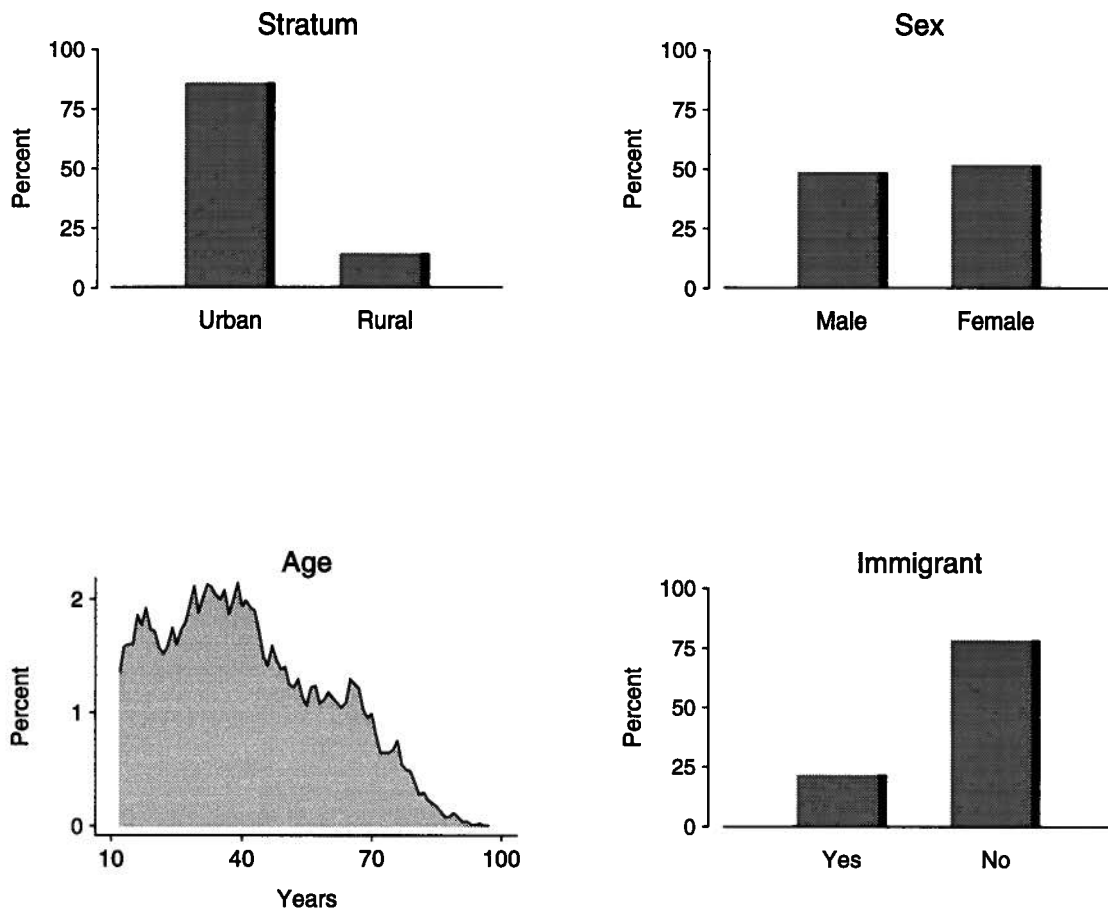 Stratum
100
75
50
25
0
Percent
Urban Rural
Sex
100
75
50
25
0
Percent
Male Female
Age
2
1
0
Percent
10 40 70 100
Years
Immigrant
100
75
50
25
0
Percent
Yes No